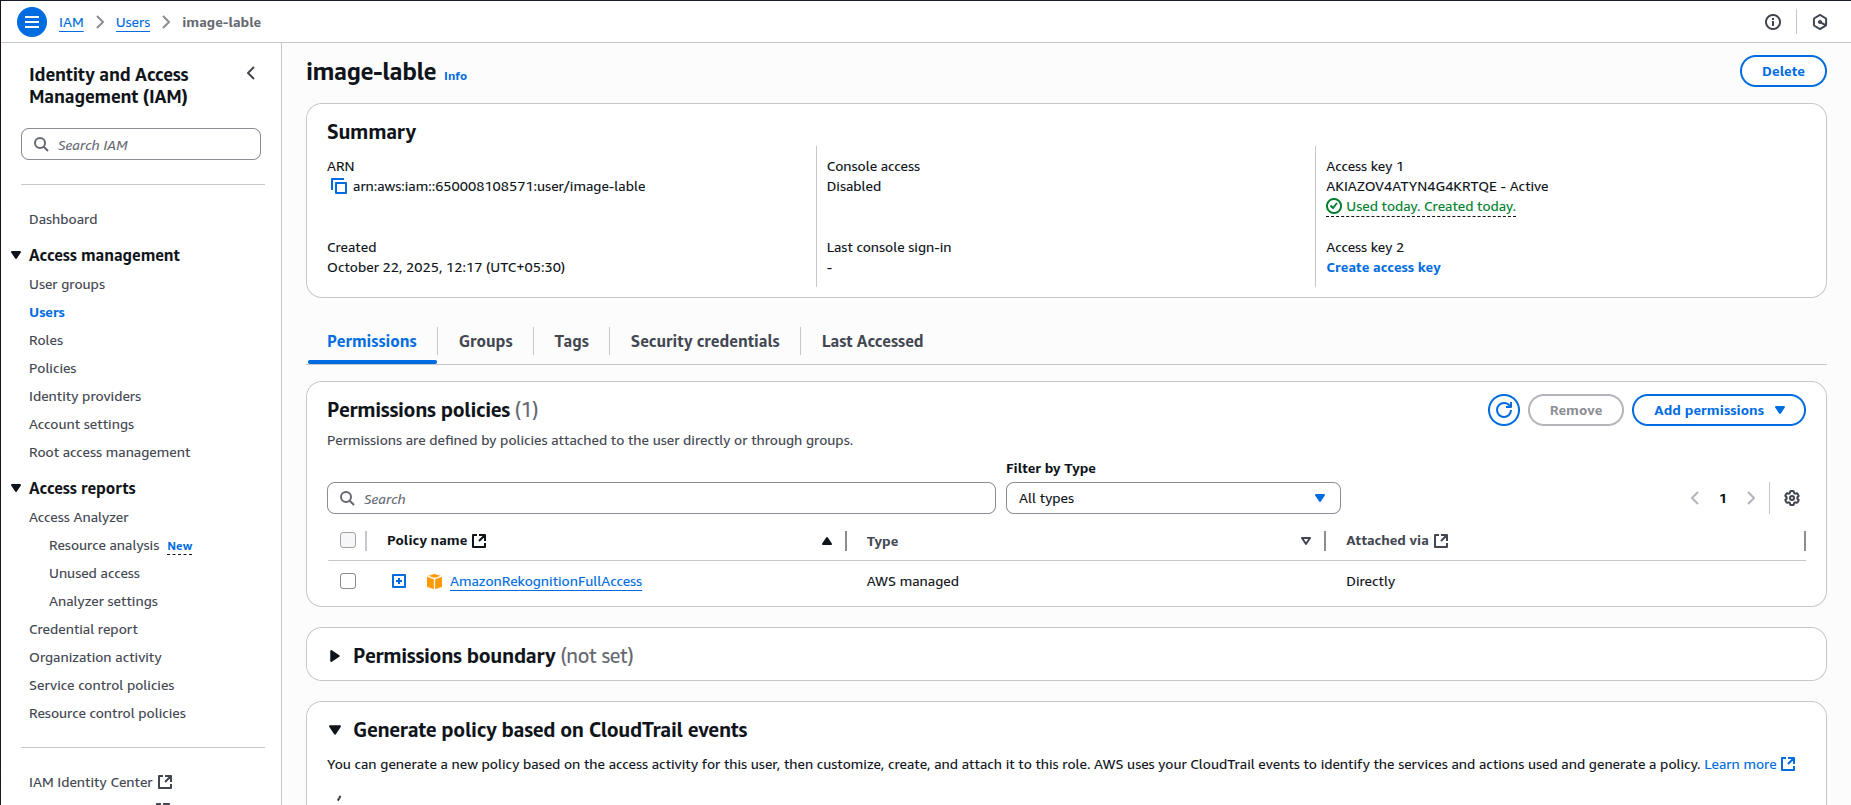 IAM > Users > image-lable
Identity and Access
Management (IAM)
Search IAM
Dashboard
Access management
User groups
Users
Roles
Policies
Identity providers
Account settings
Root access management
Access reports
Access Analyzer
Resource analysis New
Unused access
Analyzer settings
Credential report
Organization activity
Service control policies
Resource control policies
IAM Identity Center
image-lable Info
Delete
Summary
ARN
arn:aws:iam::650008108571:user/image-lable
Console access
Disabled
Access key 1
AKIAZOV4ATYN4G4KRTQE - Active
Used today. Created today.
Created
October 22, 2025, 12:17 (UTC+05:30)
Last console sign-in
-
Access key 2
Create access key
Permissions
Groups
Tags
Security credentials
Last Accessed
Permissions policies (1)
Remove
Add permissions
Permissions are defined by policies attached to the user directly or through groups.
Filter by Type
Search
All types
1
Policy name
Type
Attached via
AmazonRekognitionFullAccess
AWS managed
Directly
Permissions boundary (not set)
Generate policy based on CloudTrail events
You can generate a new policy based on the access activity for this user, then customize, create, and attach it to this role. AWS uses your CloudTrail events to identify the services and actions used and generate a policy. Learn more